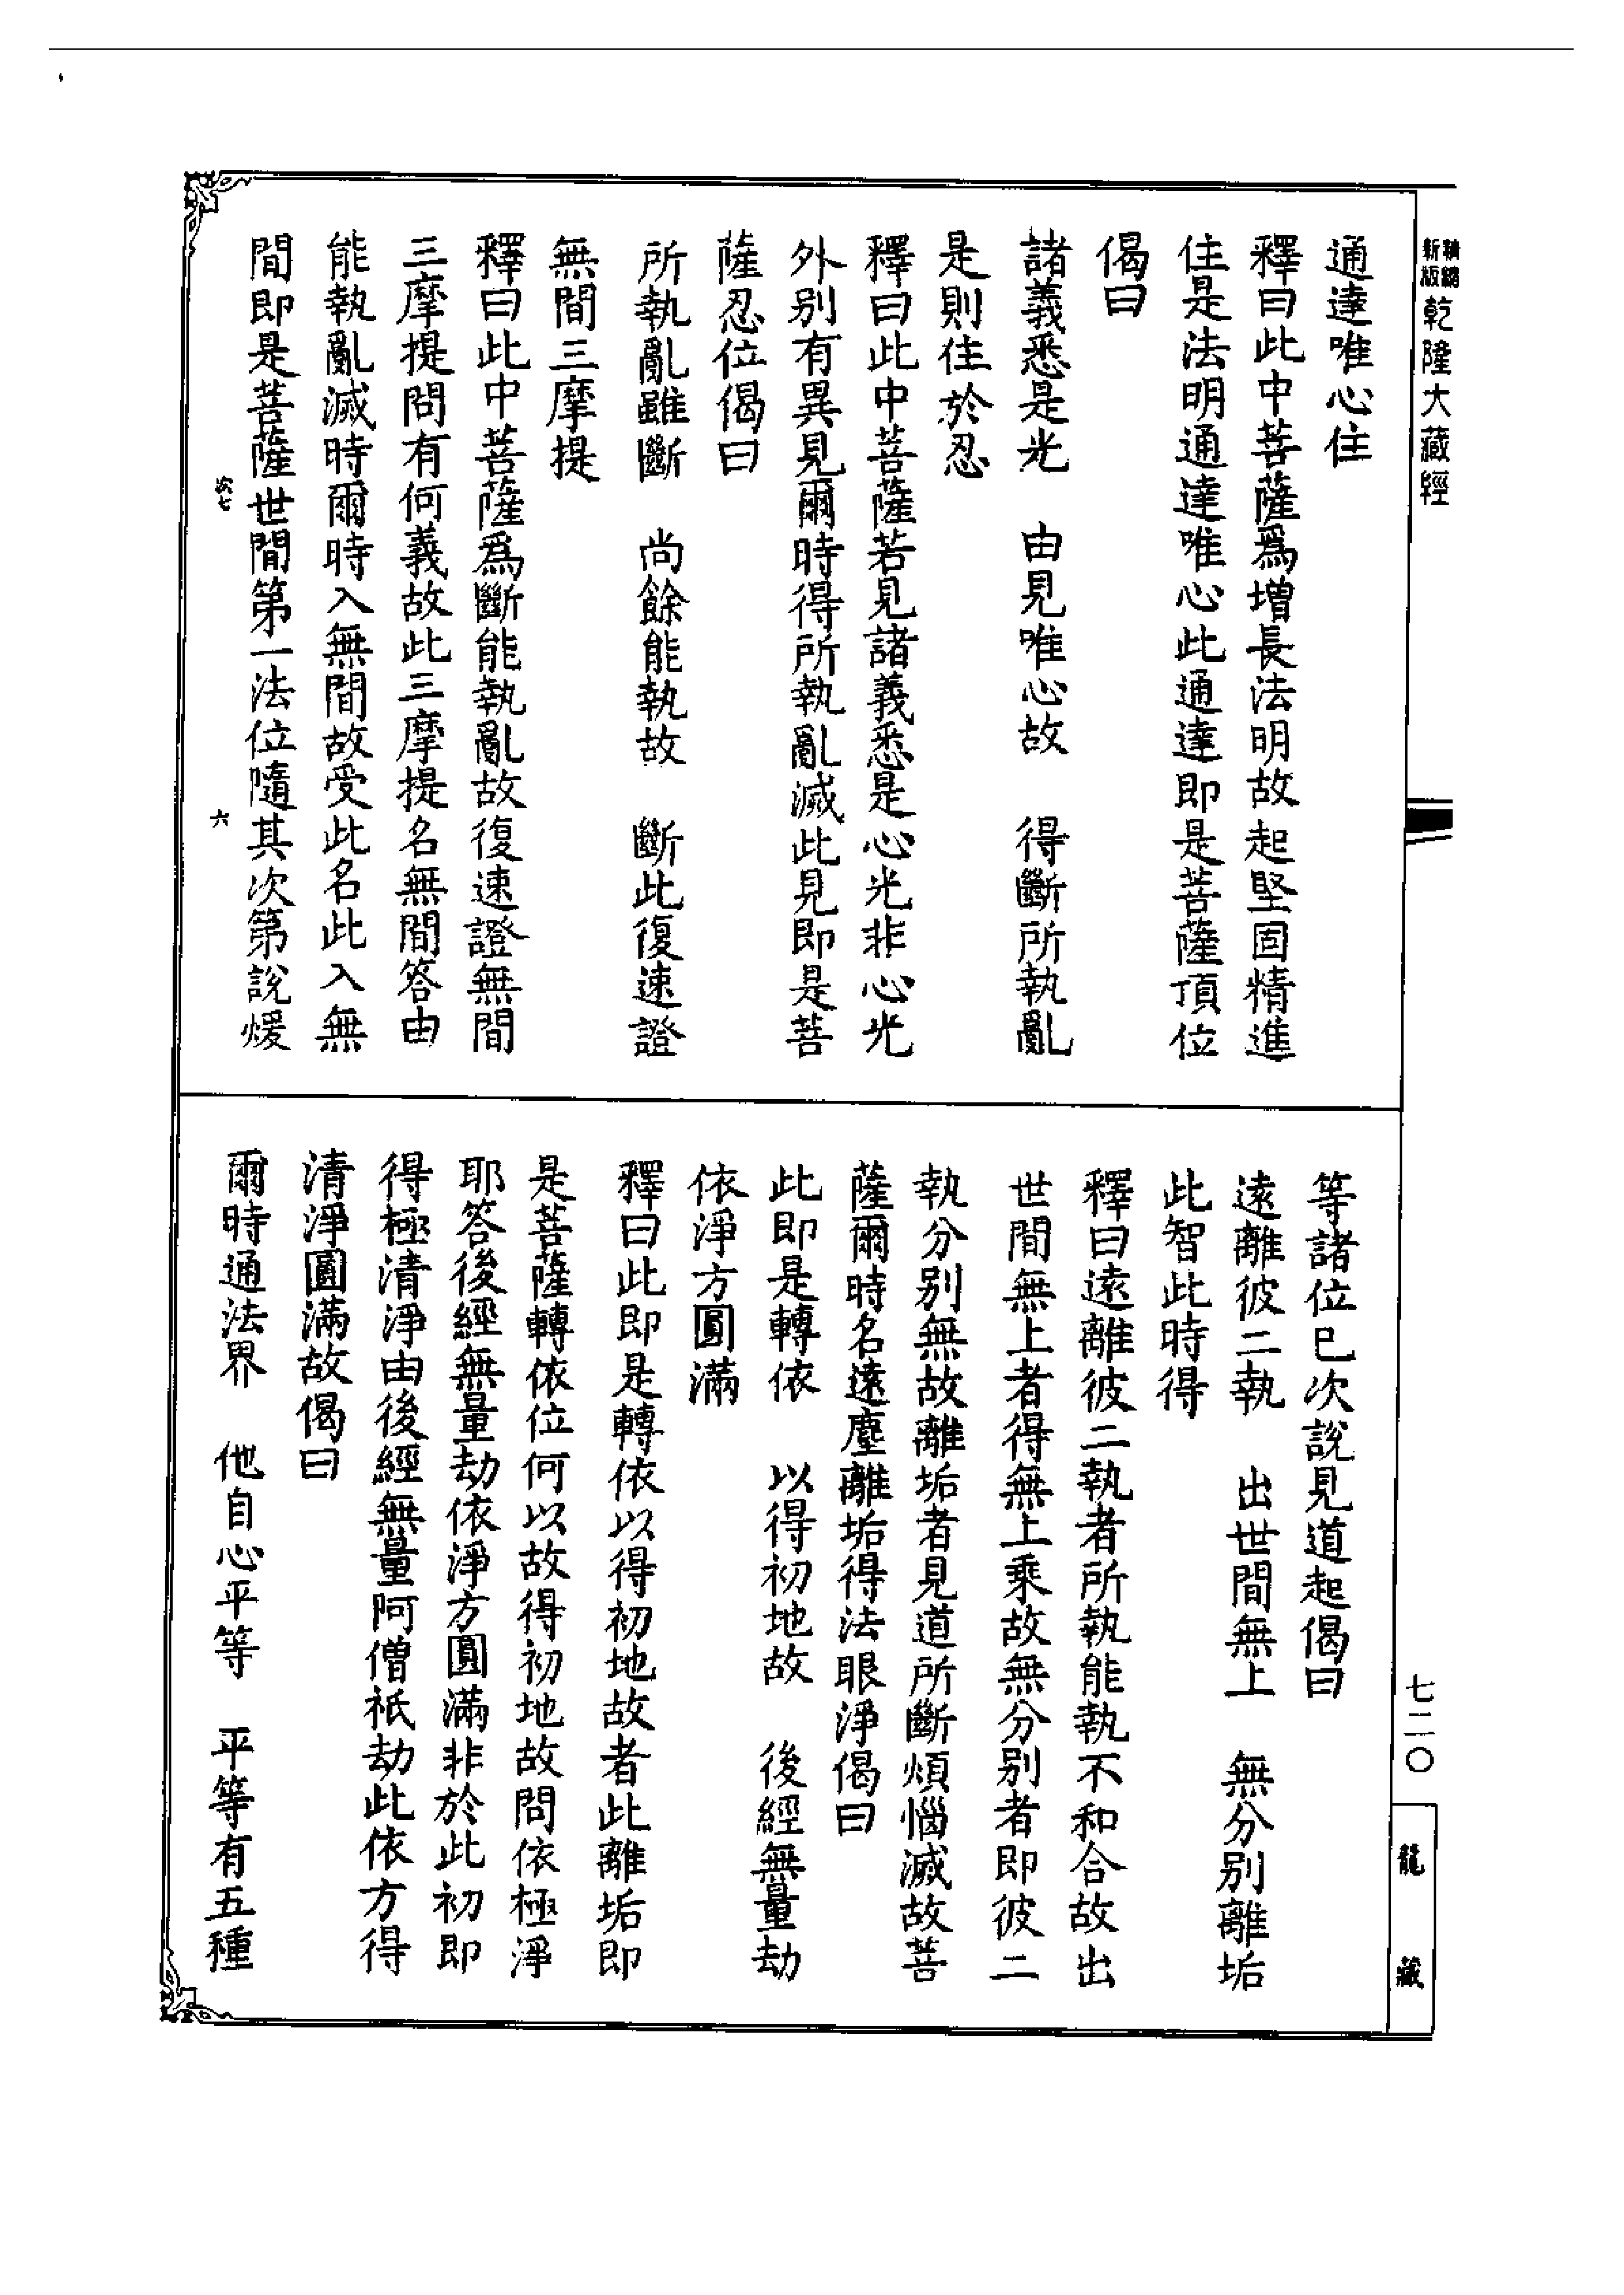 新版
精縮
乾隆大藏經
通達唯心住
釋曰此中菩薩爲增長法明故起堅固精進
住是法明通達唯心此通達即是菩薩頂位
偈曰
諸義悉是光　由見唯心故　得斷所執亂
是則住於忍
釋曰此中菩薩若見諸義悉是心光非心光
外別有異見爾時得所執亂滅此見即是菩
薩忍位偈曰
所執亂雖斷　尚餘能執故　斷此復速證
無間三摩提
釋曰此中菩薩爲斷能執亂故復速證無間
三摩提問有何義故此三摩提名無間答由
能執亂滅時爾時入無間故受此名此入無
間即是菩薩世間第一法位隨其次第說煖
次七
六
等諸位已次說見道起偈曰
遠離彼二執　出世間無上　無分別離垢
此智此時得
釋曰遠離彼二執者所執能執不和合故出
世間無上者得無上乘故無分別者即彼二
執分別無故離垢者見道所斷煩惱滅故菩
薩爾時名遠塵離垢得法眼淨偈曰
此即是轉依　以得初地故　後經無量劫
依淨方圓滿
釋曰此即是轉依以得初地故者此離垢即
是菩薩轉依位何以故得初地故問依極淨
耶答後經無量劫依淨方圓滿非於此初即
得極清淨由後經無量阿僧祇劫此依方得
清淨圓滿故偈曰
爾時通法界　他自心平等　平等有五種
七二〇
龍藏